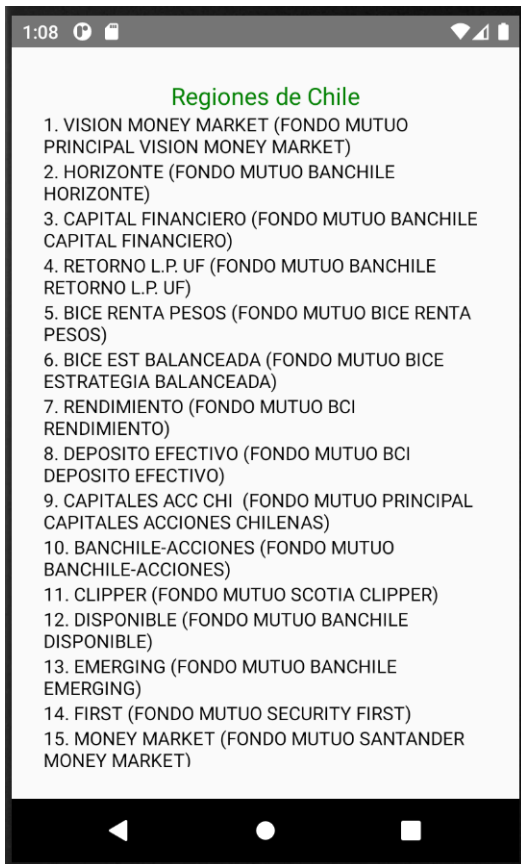 1:08
Regiones de Chile
1. VISION MONEY MARKET (FONDO MUTUO
PRINCIPAL VISION MONEY MARKET)
2. HORIZONTE (FONDO MUTUO BANCHILE
HORIZONTE)
3. CAPITAL FINANCIERO (FONDO MUTUO BANCHILE
CAPITAL FINANCIERO)
4. RETORNO L.P. UF (FONDO MUTUO BANCHILE
RETORNO L.P. UF)
5. BICE RENTA PESOS (FONDO MUTUO BICE RENTA
PESOS)
6. BICE EST BALANCEADA (FONDO MUTUO BICE
ESTRATEGIA BALANCEADA)
7. RENDIMIENTO (FONDO MUTUO BCI
RENDIMIENTO)
8. DEPOSITO EFECTIVO (FONDO MUTUO BCI
DEPOSITO EFECTIVO)
9. CAPITALES ACC CHI  (FONDO MUTUO PRINCIPAL
CAPITALES ACCIONES CHILENAS)
10. BANCHILE-ACCIONES (FONDO MUTUO
BANCHILE-ACCIONES)
11. CLIPPER (FONDO MUTUO SCOTIA CLIPPER)
12. DISPONIBLE (FONDO MUTUO BANCHILE
DISPONIBLE)
13. EMERGING (FONDO MUTUO BANCHILE
EMERGING)
14. FIRST (FONDO MUTUO SECURITY FIRST)
15. MONEY MARKET (FONDO MUTUO SANTANDER
MONEY MARKET)